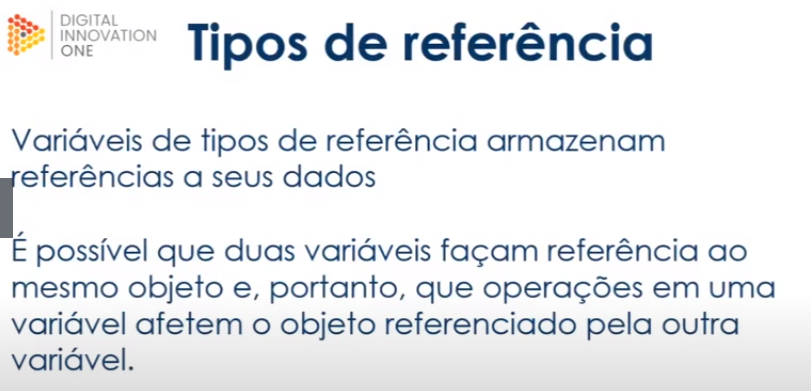 DIGITAL
INNOVATION
ONE
Tipos de referência
Variáveis de tipos de referência armazenam
referências a seus dados
É possível que duas variáveis façam referência ao
mesmo objeto e, portanto, que operações em uma
variável afetem o objeto referenciado pela outra
variável.